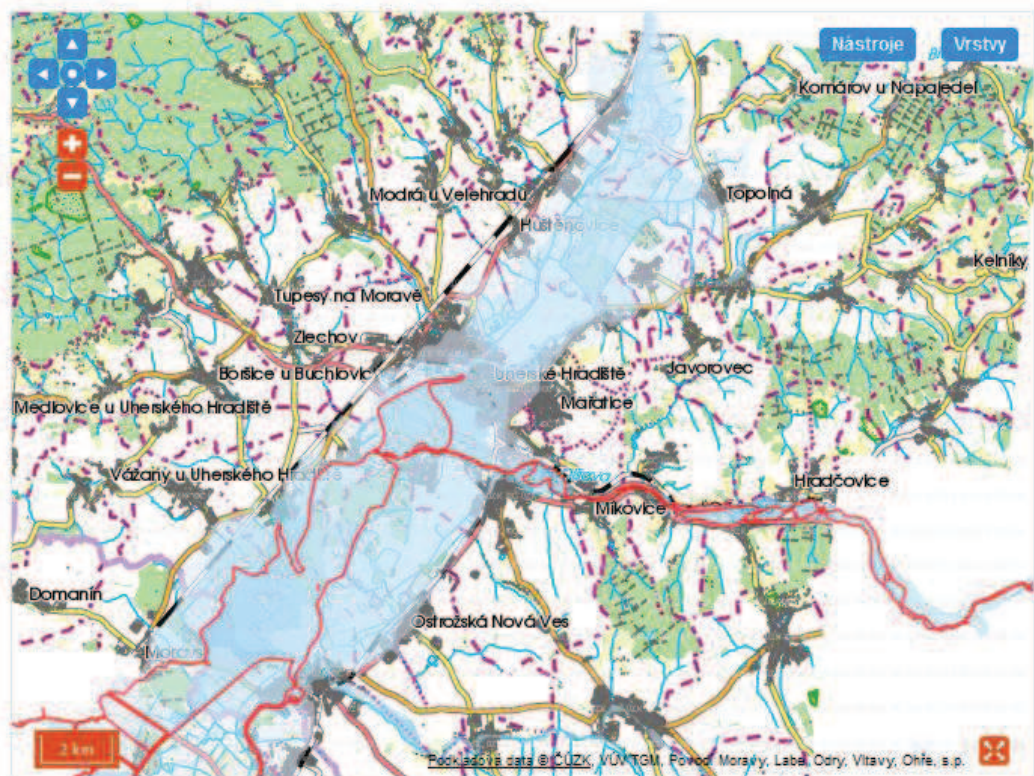 Nástroje
Vrstvy
Komárov u Napajedel
Modrá u Velehradu
Topolná
Huštěnovice
Kelníky
Tupesy na Moravě
Zlechov
Boršice u Buchlovic
Uherské Hradiště
Javorovec
Medlovice u Uherského Hradiště
Mařatice
Vážany u Uherského Hradiště
Olšava
Hradčovice
Míkovice
Domanín
Ostrožská Nová Ves
2 km
Podkladová data © ČÚZK, VÚV TGM, Povodí Moravy, Labe, Odry, Vltavy, Ohře, s.p.